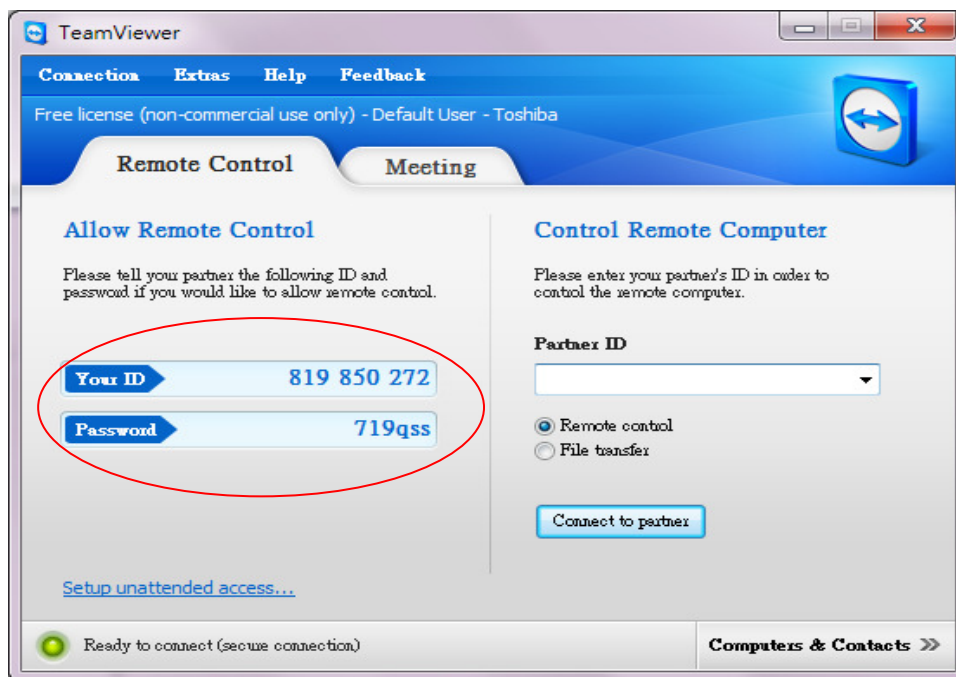 TeamViewer
Connection Extras Help Feedback
Free license (non-commercial use only) - Default User - Toshiba
Remote Control Meeting
Allow Remote Control
Please tell your partner the following ID and
password if you would like to allow remote control.
Your ID 819 850 272
Password 719qss
Setup unattended access...
Control Remote Computer
Please enter your partner's ID in order to
control the remote computer.
Partner ID
Remote control
File transfer
Connect to partner
Ready to connect (secure connection)
Computers & Contacts >>